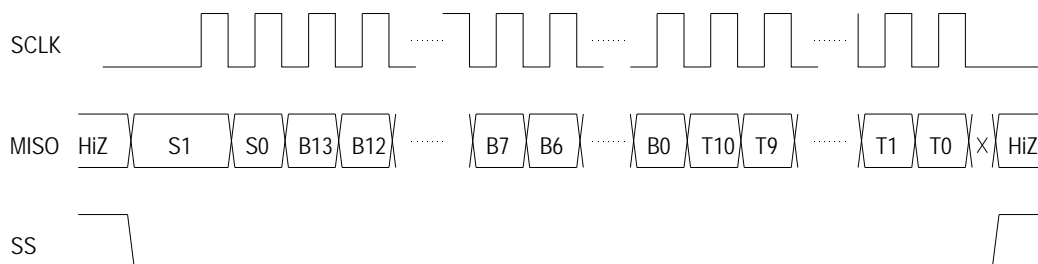 SCLK
MISO HiZ S1 S0 B13 B12 ....... B7 B6 ....... B0 T10 T9 ....... T1 T0 X HiZ
SS